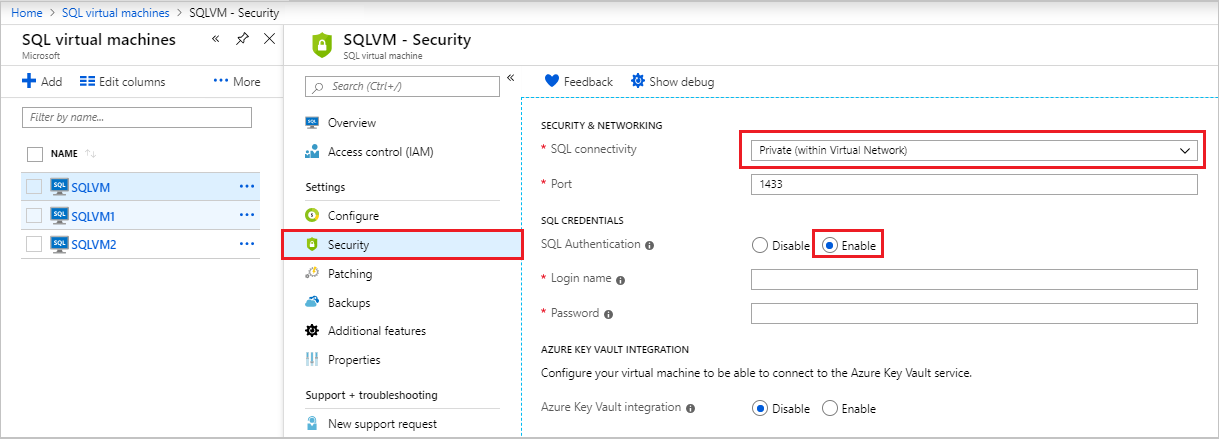 Home > SQL virtual machines > SQLVM - Security
SQL virtual machines
Microsoft
Add
Edit columns
More
Filter by name...
NAME
SQL SQLVM
SQL SQLVM1
SQL SQLVM2
SQLVM - Security
SQL virtual machine
Search (Ctrl+/)
SQL Overview
Access control (IAM)
Settings
Configure
Security
Patching
Backups
Additional features
Properties
Support + troubleshooting
New support request
Feedback
Show debug
SECURITY & NETWORKING
* SQL connectivity
Private (within Virtual Network)
* Port
1433
SQL CREDENTIALS
SQL Authentication
Disable
Enable
* Login name
* Password
AZURE KEY VAULT INTEGRATION
Configure your virtual machine to be able to connect to the Azure Key Vault service.
Azure Key Vault integration
Disable
Enable